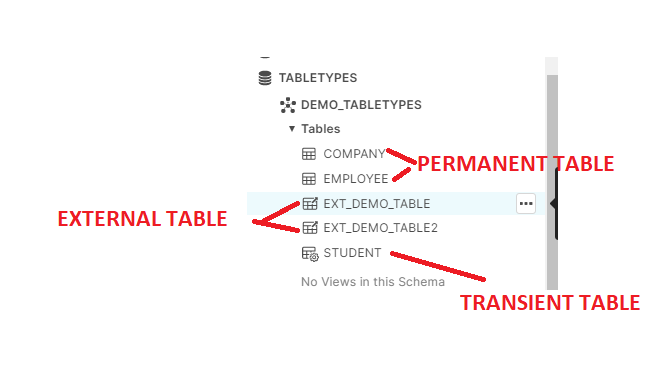 TABLETYPES
DEMO_TABLETYPES
Tables
COMPANY
PERMANENT TABLE
EMPLOYEE
EXT_DEMO_TABLE
EXTERNAL TABLE
EXT_DEMO_TABLE2
STUDENT
No Views in this Schema
TRANSIENT TABLE